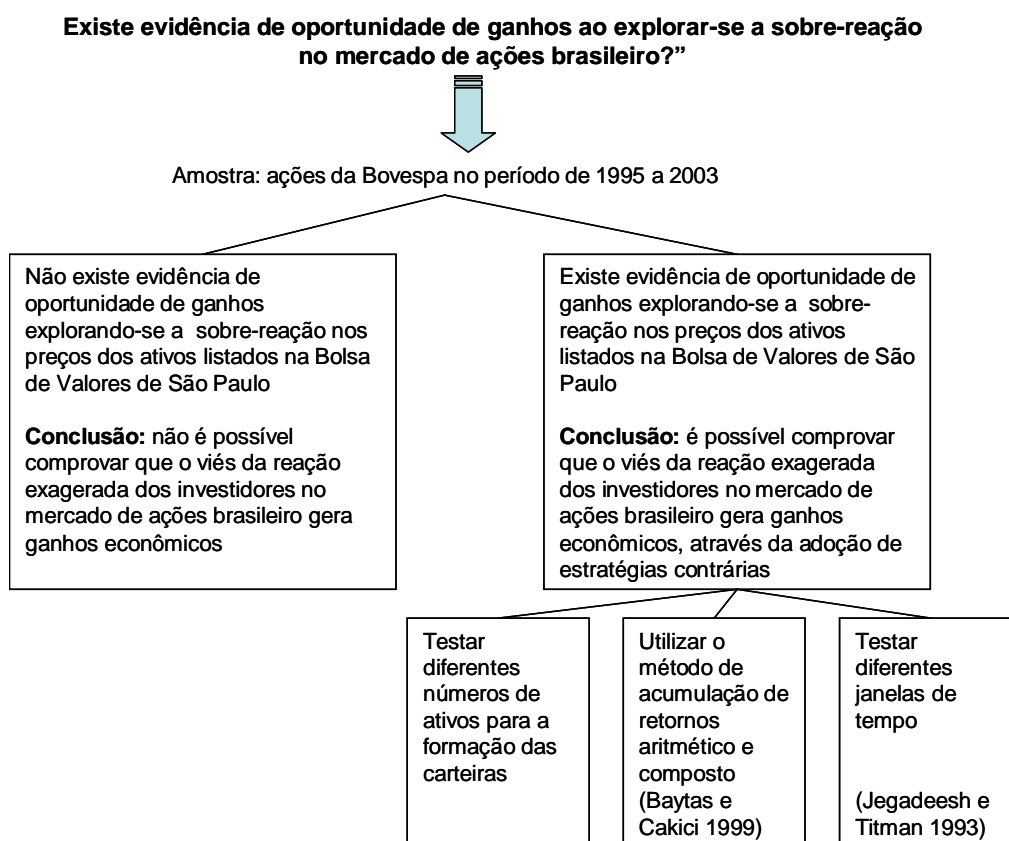 Existe evidência de oportunidade de ganhos ao explorar-se a sobre-reação
no mercado de ações brasileiro?”
Amostra: ações da Bovespa no período de 1995 a 2003
Não existe evidência de
oportunidade de ganhos
explorando-se a sobre-reação nos
preços dos ativos listados na Bolsa
de Valores de São Paulo
Conclusão: não é possível
comprovar que o viés da reação
exagerada dos investidores no
mercado de ações brasileiro gera
ganhos econômicos
Existe evidência de oportunidade de
ganhos explorando-se a sobre-
reação nos preços dos ativos
listados na Bolsa de Valores de São
Paulo
Conclusão: é possível comprovar
que o viés da reação exagerada
dos investidores no mercado de
ações brasileiro gera ganhos
econômicos, através da adoção de
estratégias contrárias
Testar
diferentes
números de
ativos para a
formação das
carteiras
Utilizar o
método de
acumulação de
retornos
aritmético e
composto
(Baytas e
Cakici 1999)
Testar
diferentes
janelas de
tempo
(Jegadeesh e
Titman 1993)